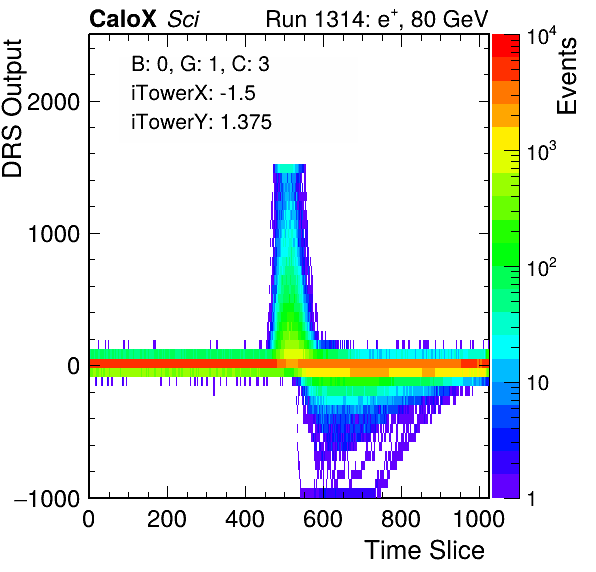 CaloX Sci Run 1314: e⁺, 80 GeV
B: 0, G: 1, C: 3
iTowerX: -1.5
iTowerY: 1.375
DRS Output
2000
1000
0
−1000
0 200 400 600 800 1000
Time Slice
Events
10⁴
10³
10²
10
1